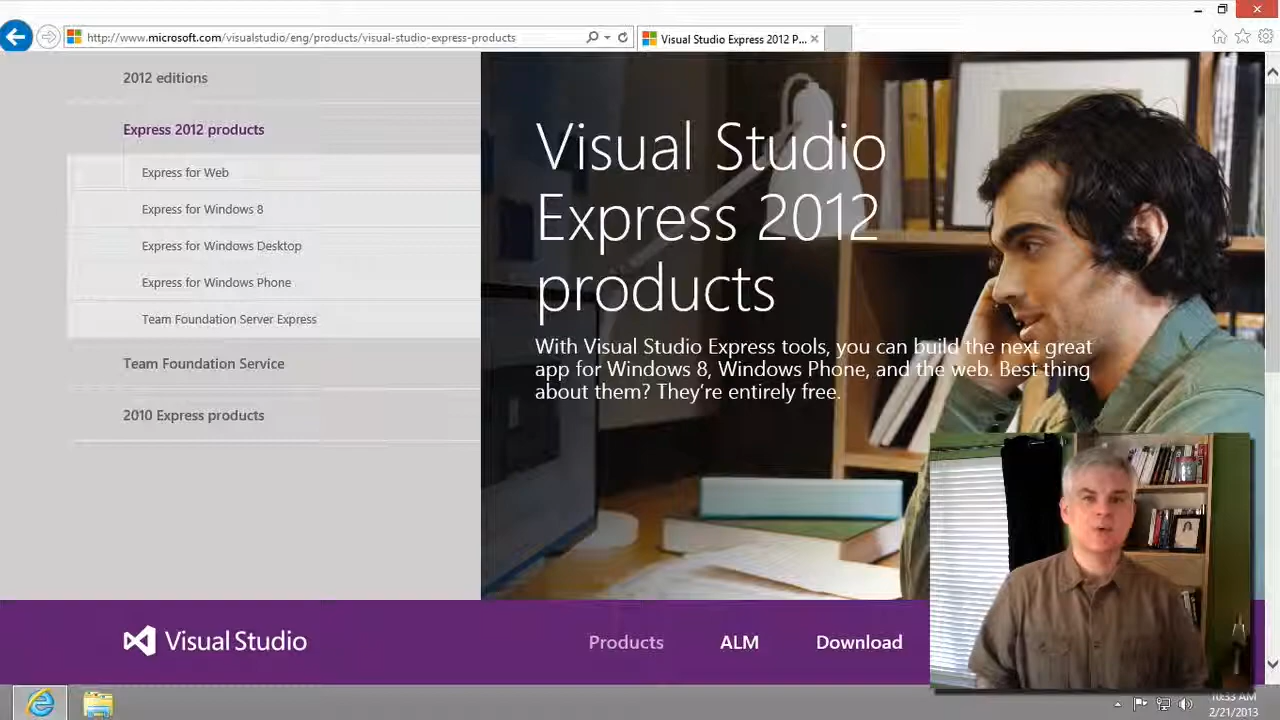 http://www.microsoft.com/visualstudio/eng/products/visual-studio-express-products
Visual Studio Express 2012 P...
2012 editions
Express 2012 products
Express for Web
Express for Windows 8
Express for Windows Desktop
Express for Windows Phone
Team Foundation Server Express
Team Foundation Service
2010 Express products
Visual Studio
Express 2012
products
With Visual Studio Express tools, you can build the next great
app for Windows 8, Windows Phone, and the web. Best thing
about them? They're entirely free.
Visual Studio
Products
ALM
Download
10:33 AM
2/21/2013